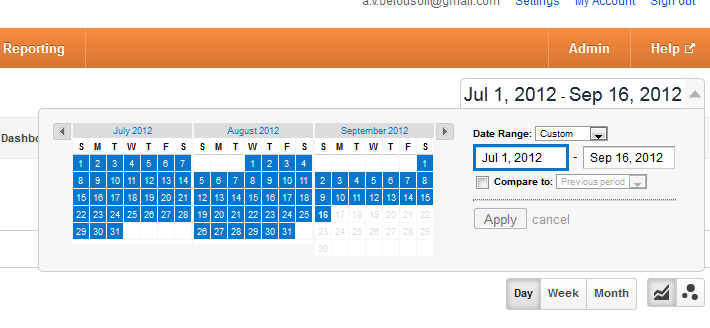 a.v.belousoff@gmail.com Settings My Account Sign out
Reporting Admin Help
Jul 1, 2012 - Sep 16, 2012
Dashbo
July 2012 August 2012 September 2012
Date Range: Custom
S M T W T F S S M T W T F S S M T W T F S
1 2 3 4 5 6 7 1 2 3 4 1
Jul 1, 2012 - Sep 16, 2012
8 9 10 11 12 13 14 5 6 7 8 9 10 11 2 3 4 5 6 7 8
Compare to: Previous period
15 16 17 18 19 20 21 12 13 14 15 16 17 18 9 10 11 12 13 14 15
22 23 24 25 26 27 28 19 20 21 22 23 24 25 16 17 18 19 20 21 22
Apply cancel
29 30 31 26 27 28 29 30 31 23 24 25 26 27 28 29
30
Day Week Month